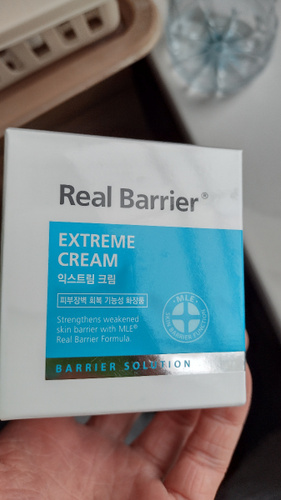 Real Barrier®
EXTREME
CREAM
익스트림 크림
피부장벽 회복 기능성 화장품
Strengthens weakened
skin barrier with MLE®
Real Barrier Formula.
MLE
BARRIER SOLUTION